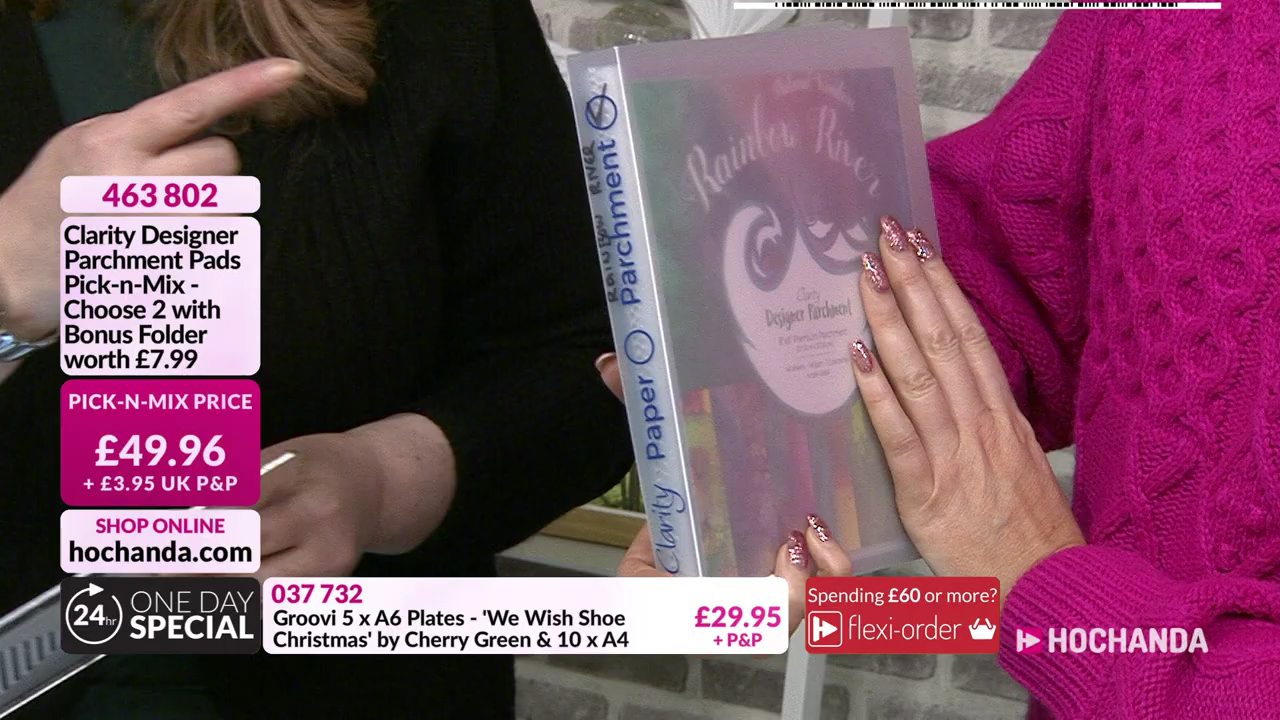 463 802
Clarity Designer
Parchment Pads
Pick-n-Mix -
Choose 2 with
Bonus Folder
worth £7.99
PICK-N-MIX PRICE
£49.96
+ £3.95 UK P&P
SHOP ONLINE
hochanda.com
24hr
ONE DAY
SPECIAL
037 732
Groovi 5 x A6 Plates - 'We Wish Shoe
Christmas' by Cherry Green & 10 x A4
£29.95
+ P&P
Spending £60 or more?
flexi-order
HOCHANDA
RAINBOW RIVER
Clarity Paper Parchment
Rainbow River
Clarity
Designer Parchment